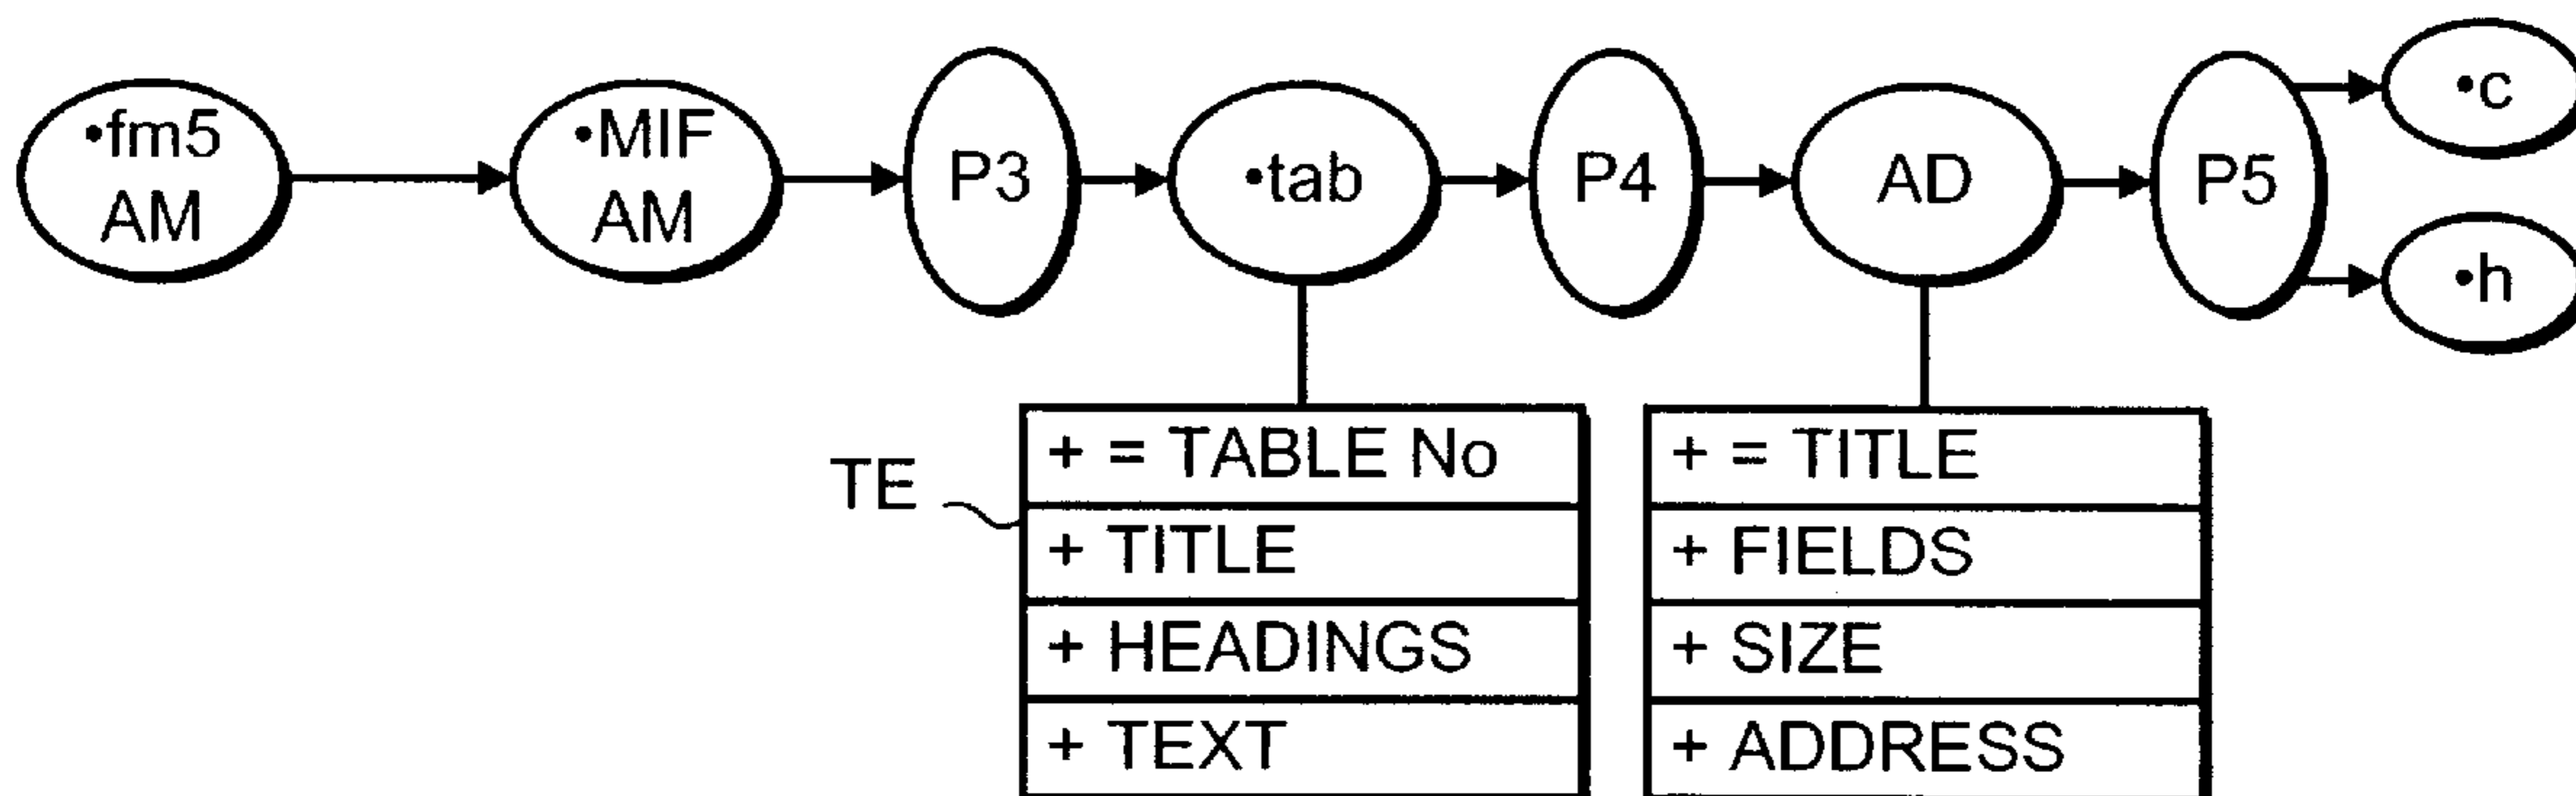 •fm5
AM
•MIF
AM
P3
•tab
P4
AD
P5
•c
•h
TE
+ = TABLE No
+ TITLE
+ HEADINGS
+ TEXT
+ = TITLE
+ FIELDS
+ SIZE
+ ADDRESS